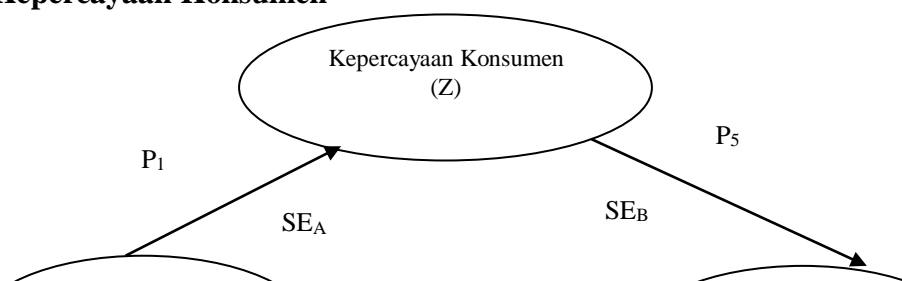 Kepercayaan Konsumen
Kepercayaan Konsumen
(Z)
P5
P1
SEB
SEA